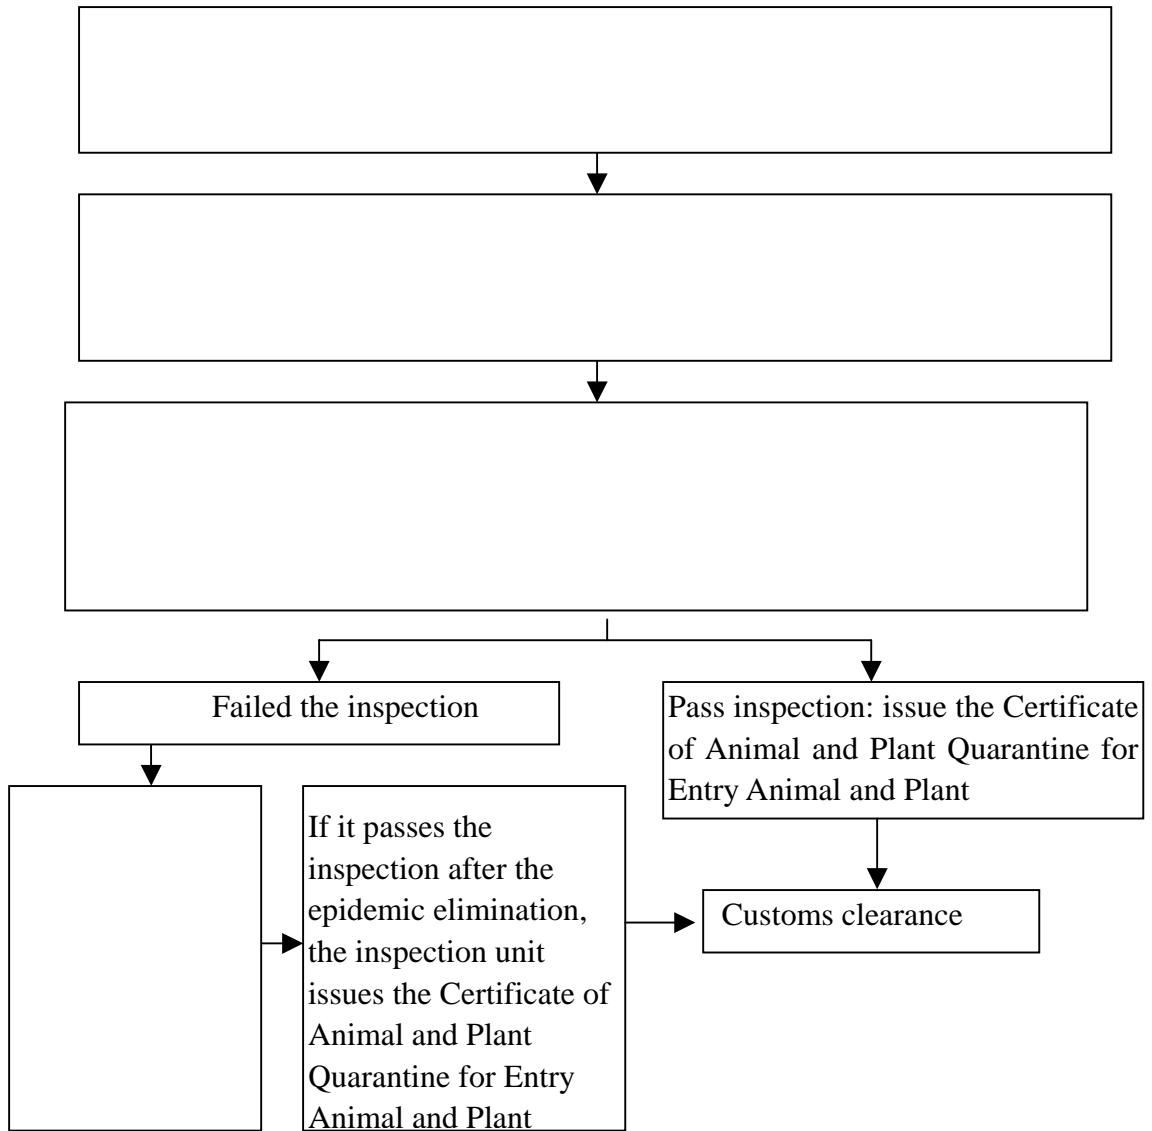 Failed the inspection
Pass inspection: issue the Certificate
of Animal and Plant Quarantine for
Entry Animal and Plant
If it passes the
inspection after the
epidemic elimination,
the inspection unit
issues the Certificate of
Animal and Plant
Quarantine for Entry
Animal and Plant
Customs clearance